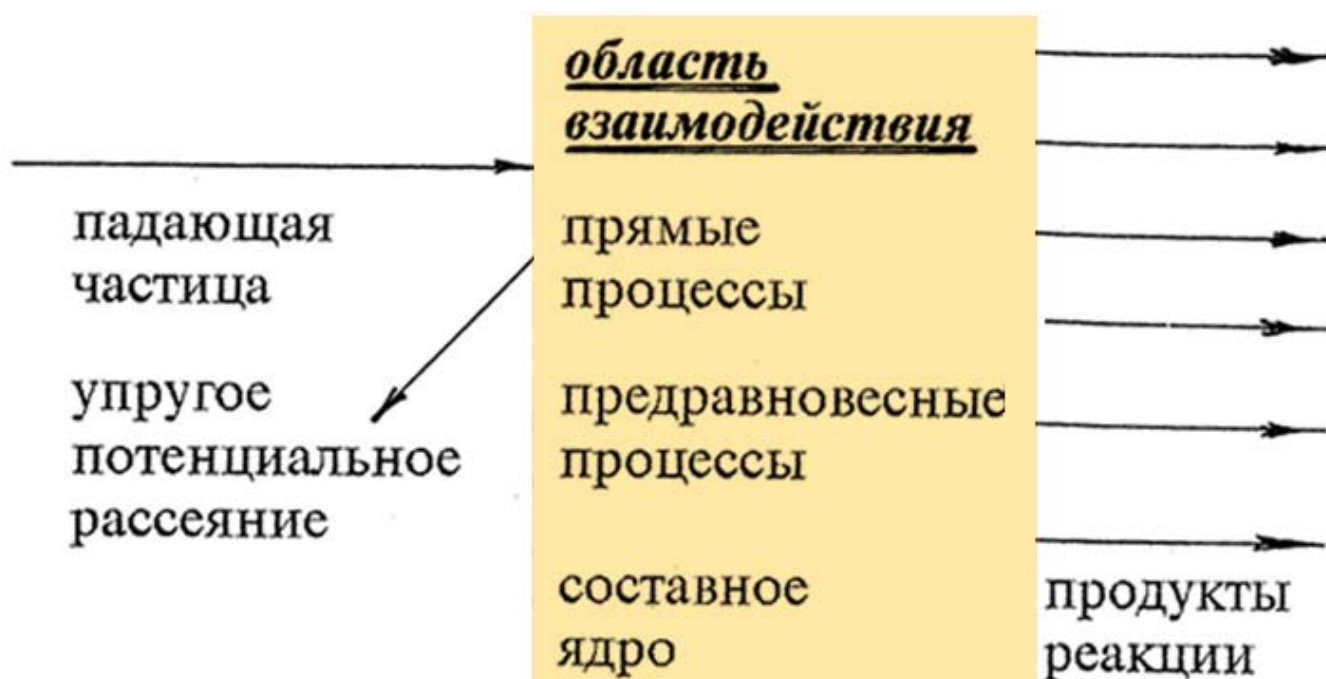 область
взаимодействия
падающая
частица
прямые
процессы
упругое
потенциальное
рассеяние
предравновесные
процессы
составное
ядро
продукты
реакции